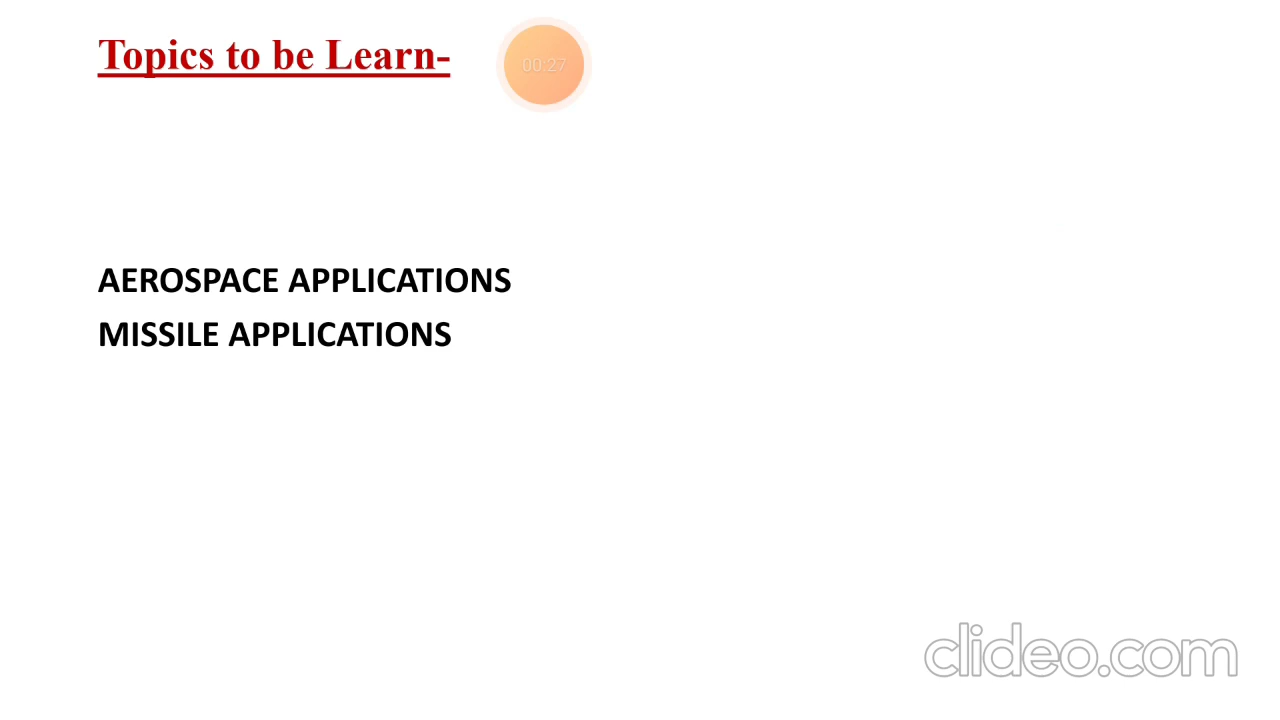 Topics to be Learn-
00:27
AEROSPACE APPLICATIONS
MISSILE APPLICATIONS
clideo.com